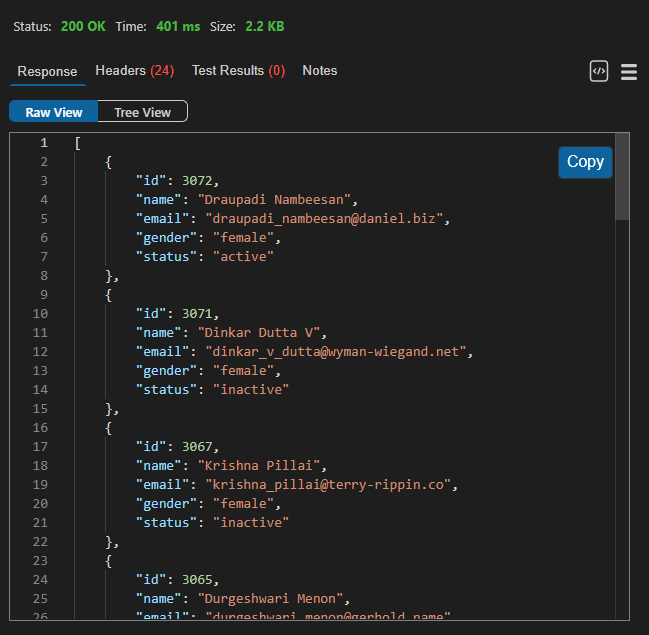 Status: 200 OK Time: 401 ms Size: 2.2 KB
Response Headers (24) Test Results (0) Notes
Raw View Tree View
Copy
1 [
2 {
3 "id": 3072,
4 "name": "Draupadi Nambeesan",
5 "email": "draupadi_nambeesan@daniel.biz",
6 "gender": "female",
7 "status": "active"
8 },
9 {
10 "id": 3071,
11 "name": "Dinkar Dutta V",
12 "email": "dinkar_v_dutta@wyman-wiegand.net",
13 "gender": "female",
14 "status": "inactive"
15 },
16 {
17 "id": 3067,
18 "name": "Krishna Pillai",
19 "email": "krishna_pillai@terry-rippin.co",
20 "gender": "female",
21 "status": "inactive"
22 },
23 {
24 "id": 3065,
25 "name": "Durgeshwari Menon",
26 "email": "durgeshwari_menon@gerhold.name"